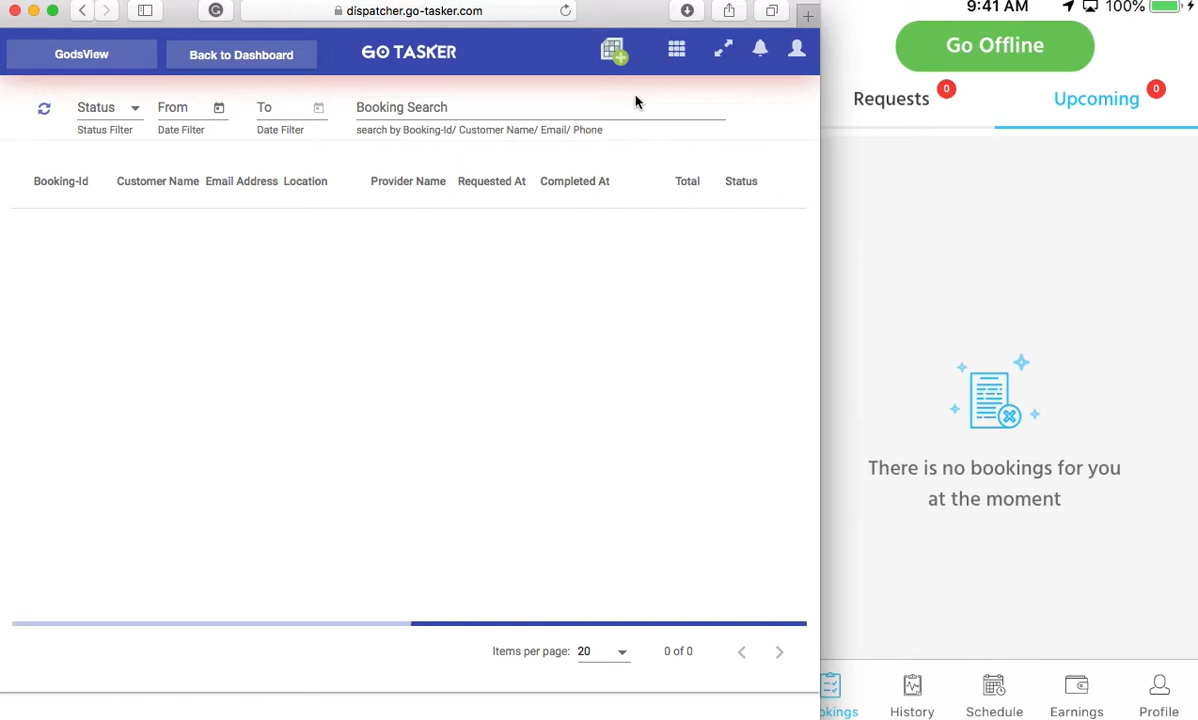 dispatcher.go-tasker.com
GodsView
Back to Dashboard
GO TASKER
Status
From
To
Booking Search
Status Filter
Date Filter
Date Filter
search by Booking-Id/ Customer Name/ Email/ Phone
Booking-Id
Customer Name
Email Address
Location
Provider Name
Requested At
Completed At
Total
Status
Items per page:
20
0 of 0
9:41 AM
100%
Go Offline
Requests
0
Upcoming
0
There is no bookings for you
at the moment
okings
History
Schedule
Earnings
Profile